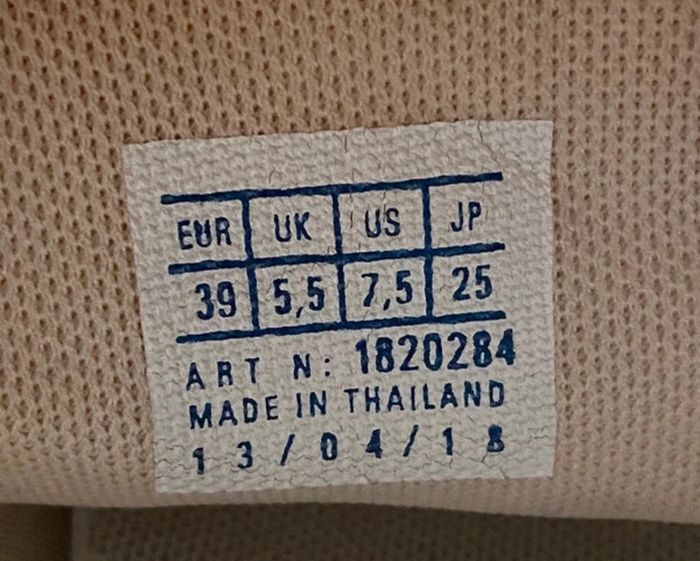 EUR UK US JP
39 5,5 7,5 25
ART N: 1820284
MADE IN THAILAND
13/04/18